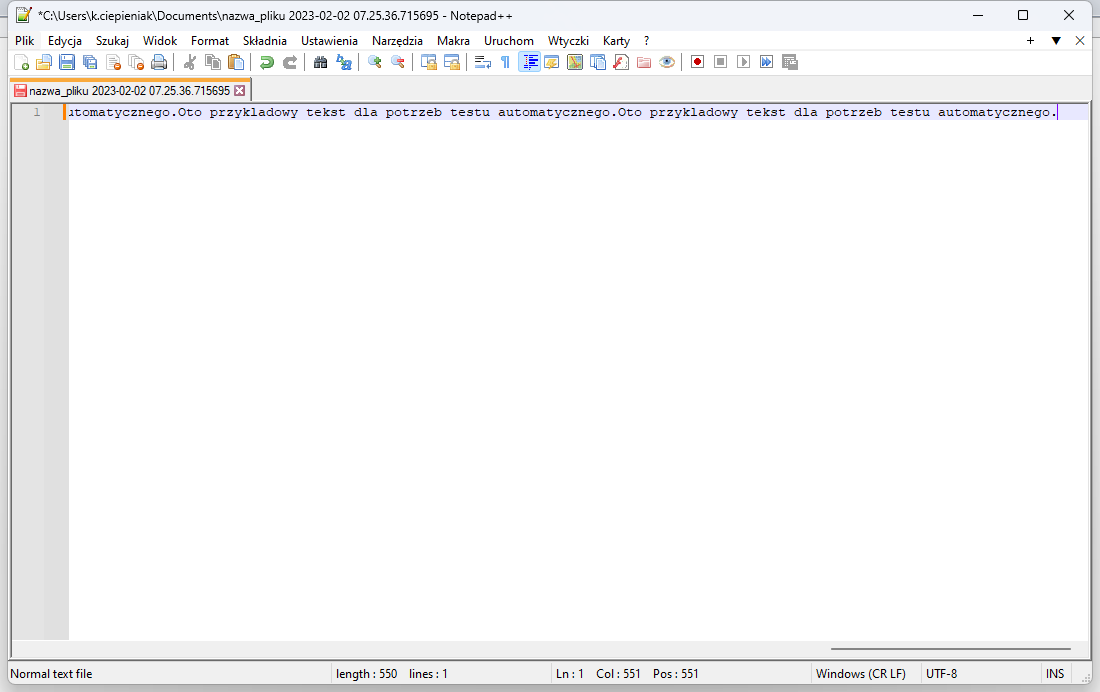 *C:\Users\k.ciepieniak\Documents\nazwa_pliku 2023-02-02 07.25.36.715695 - Notepad++
Plik Edycja Szukaj Widok Format Składnia Ustawienia Narzędzia Makra Uruchom Wtyczki Karty ? + ▼ ✕
nazwa_pliku 2023-02-02 07.25.36.715695
1 utomatycznego.Oto przykladowy tekst dla potrzeb testu automatycznego.Oto przykladowy tekst dla potrzeb testu automatycznego.
Normal text file length : 550 lines : 1 Ln : 1 Col : 551 Pos : 551 Windows (CR LF) UTF-8 INS